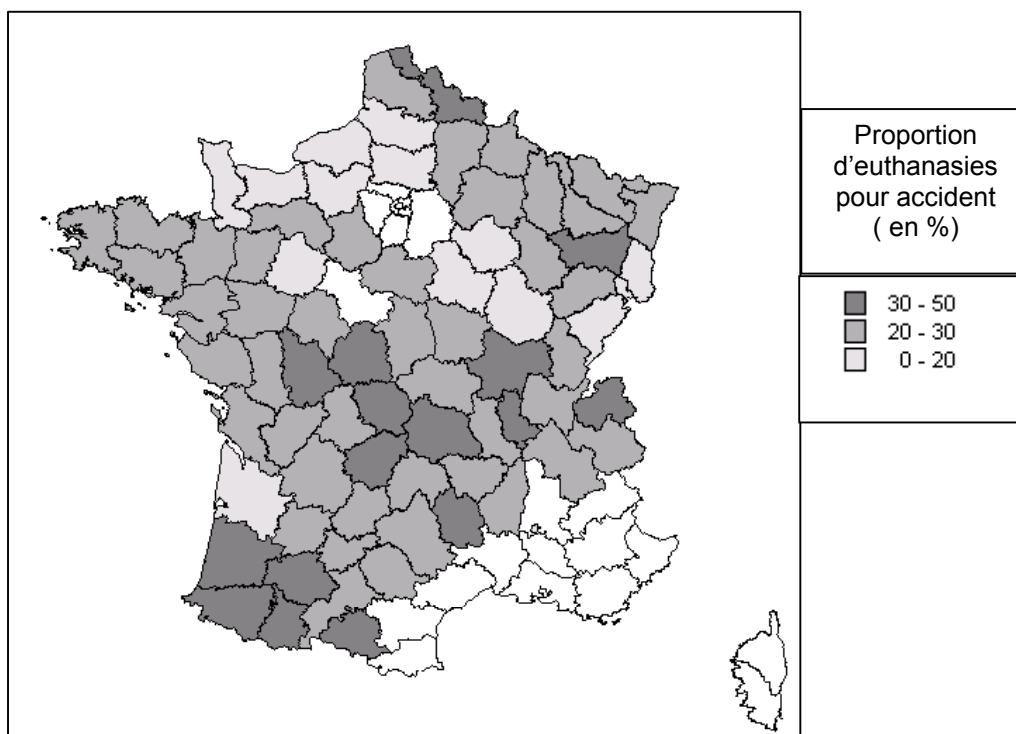 Proportion
d’euthanasies
pour accident
( en %)
30 - 50
20 - 30
0 - 20